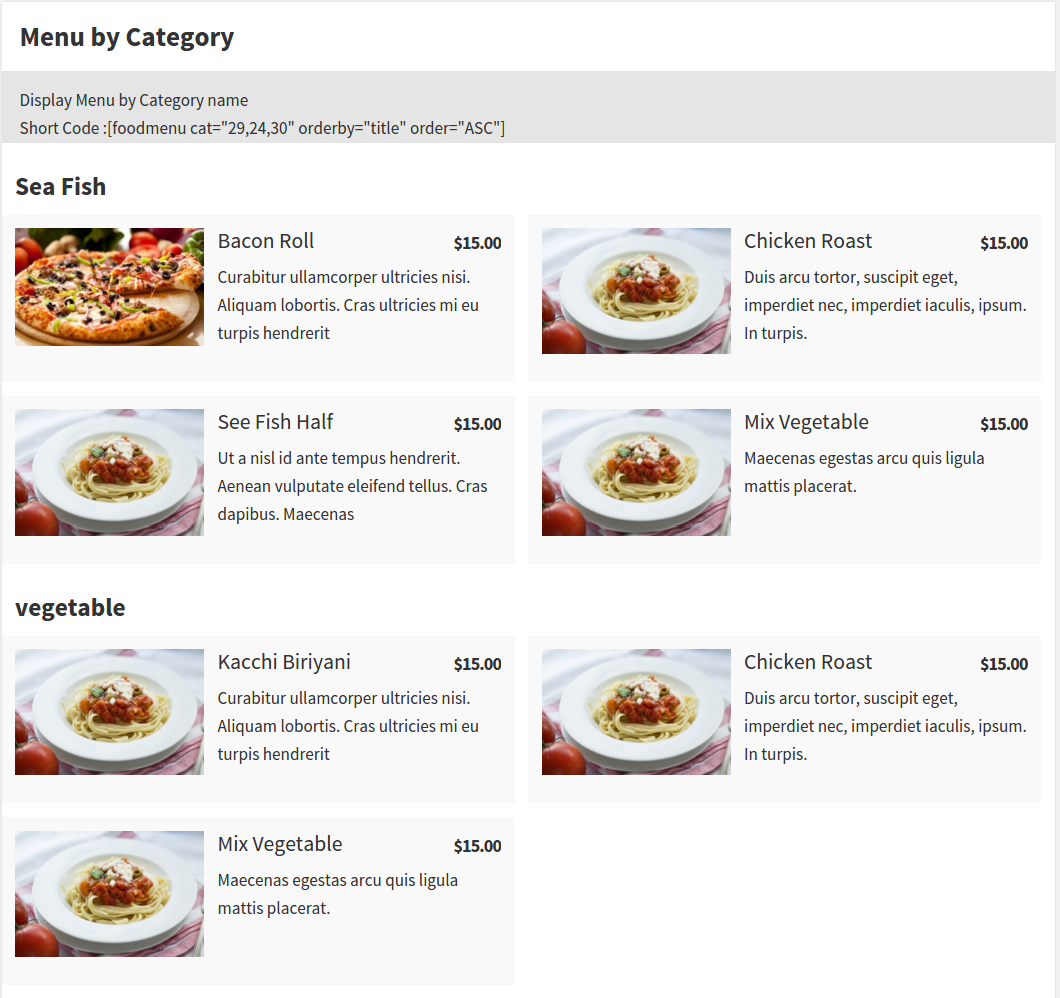 Menu by Category
Display Menu by Category name
Short Code :[foodmenu cat="29,24,30" orderby="title" order="ASC"]
Sea Fish
Bacon Roll
$15.00
Curabitur ullamcorper ultricies nisi.
Aliquam lobortis. Cras ultricies mi eu
turpis hendrerit
Chicken Roast
$15.00
Duis arcu tortor, suscipit eget,
imperdiet nec, imperdiet iaculis, ipsum.
In turpis.
See Fish Half
$15.00
Ut a nisl id ante tempus hendrerit.
Aenean vulputate eleifend tellus. Cras
dapibus. Maecenas
Mix Vegetable
$15.00
Maecenas egestas arcu quis ligula
mattis placerat.
vegetable
Kacchi Biriyani
$15.00
Curabitur ullamcorper ultricies nisi.
Aliquam lobortis. Cras ultricies mi eu
turpis hendrerit
Chicken Roast
$15.00
Duis arcu tortor, suscipit eget,
imperdiet nec, imperdiet iaculis, ipsum.
In turpis.
Mix Vegetable
$15.00
Maecenas egestas arcu quis ligula
mattis placerat.